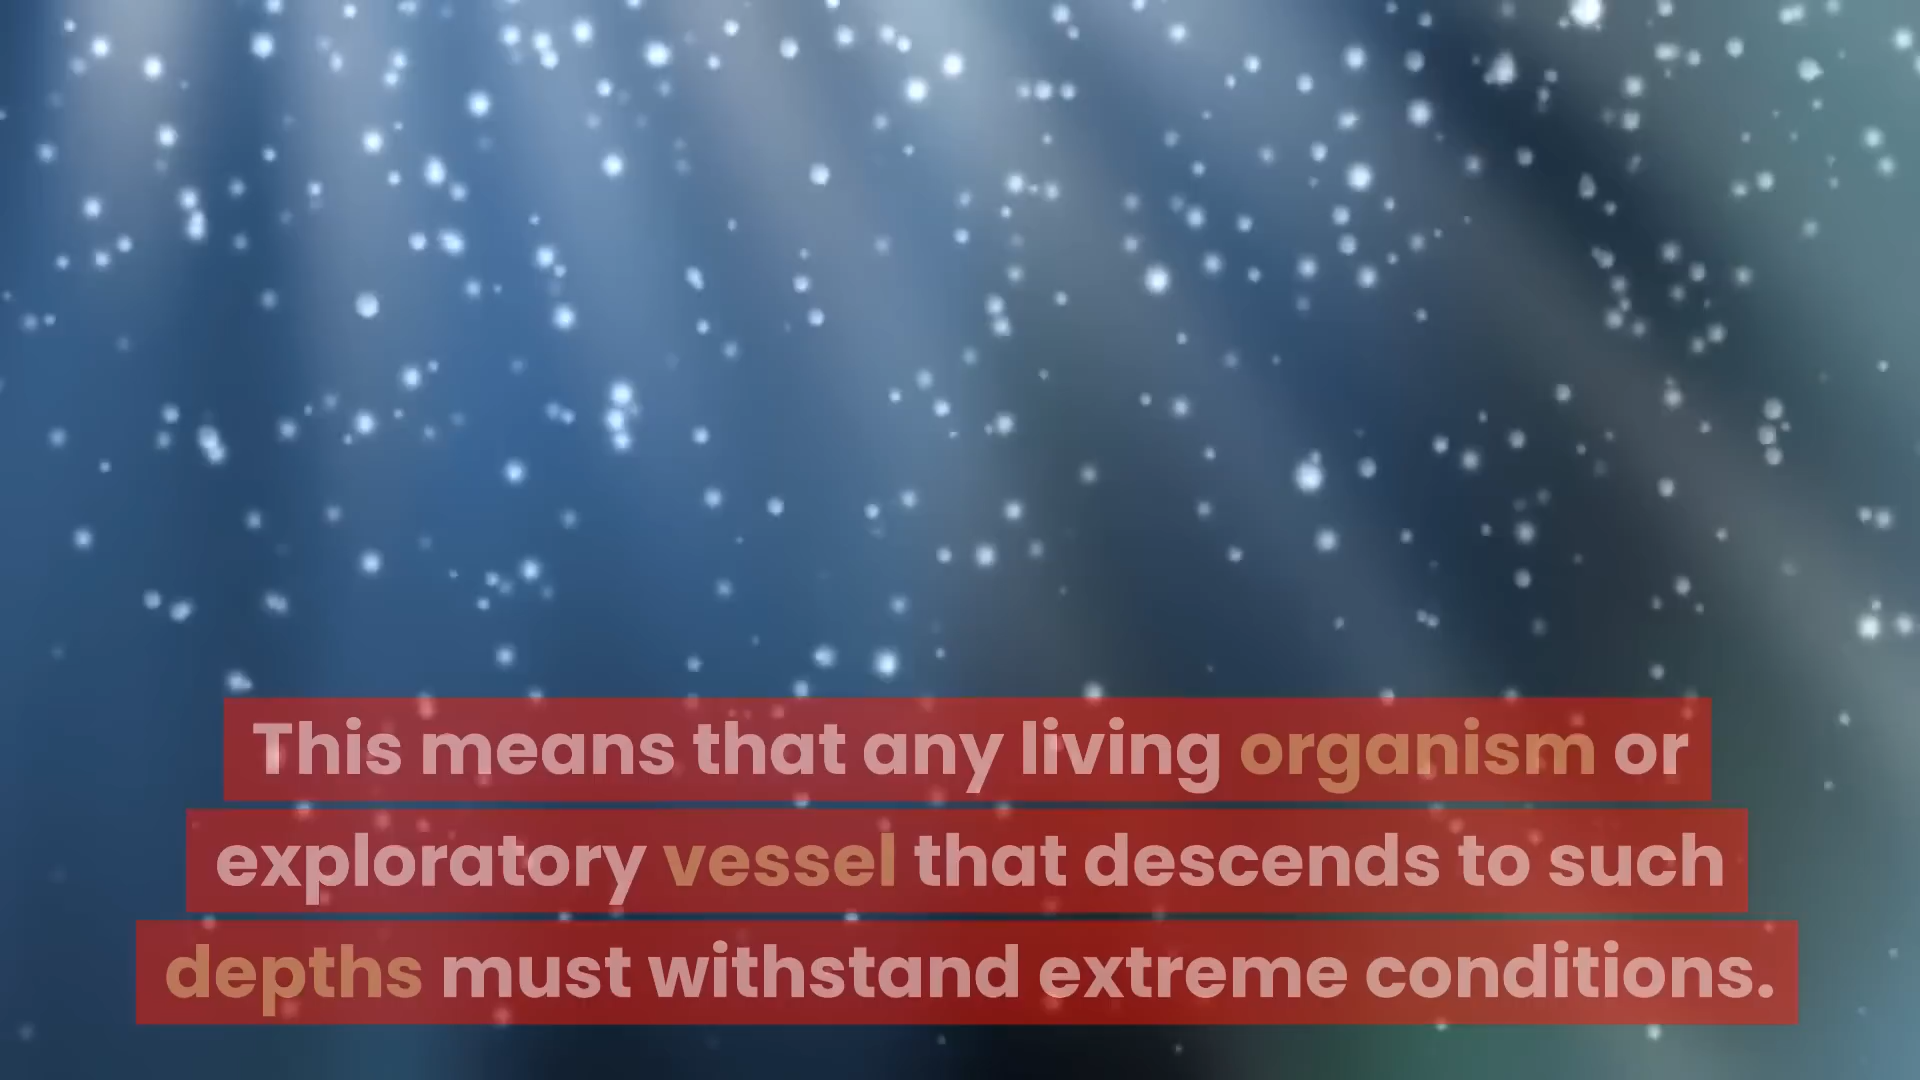 This means that any living organism or
exploratory vessel that descends to such
depths must withstand extreme conditions.